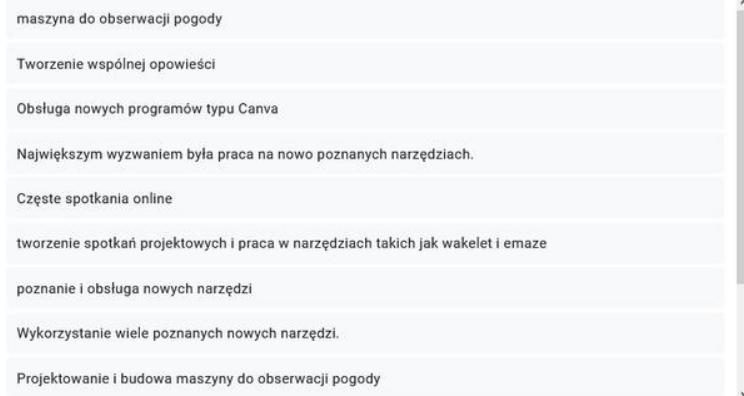 maszyna do obserwacji pogody
Tworzenie wspólnej opowieści
Obsługa nowych programów typu Canva
Największym wyzwaniem była praca na nowo poznanych narzędziach.
Częste spotkania online
tworzenie spotkań projektowych i praca w narzędziach takich jak wakelet i emaze
poznanie i obsługa nowych narzędzi
Wykorzystanie wiele poznanych nowych narzędzi.
Projektowanie i budowa maszyny do obserwacji pogody